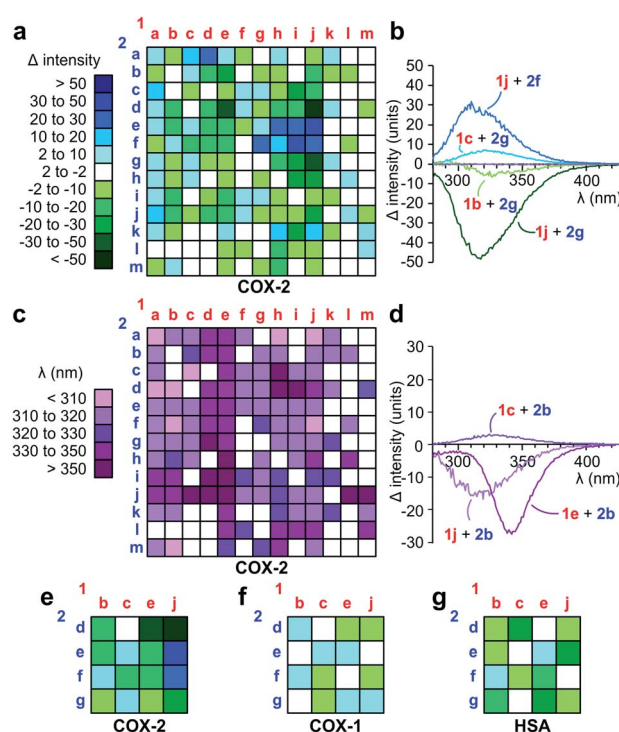 a
1
2
a b c d e f g h i j k l m
a
b
c
d
e
f
g
h
i
j
k
l
m
Δ intensity
> 50
30 to 50
20 to 30
10 to 20
2 to 10
2 to -2
-2 to -10
-10 to -20
-20 to -30
-30 to -50
< -50
COX-2
b
Δ intensity (units)
50
40
30
20
10
0
-10
-20
-30
-40
-50
300 350 400
λ (nm)
1j + 2f
1c + 2g
1b + 2g
1j + 2g
c
1
2
a b c d e f g h i j k l m
a
b
c
d
e
f
g
h
i
j
k
l
m
λ (nm)
< 310
310 to 320
320 to 330
330 to 350
> 350
COX-2
d
Δ intensity (units)
30
20
10
0
-10
-20
-30
300 350 400
λ (nm)
1c + 2b
1j + 2b
1e + 2b
e
1
2
b c e j
d
e
f
g
COX-2
f
1
2
b c e j
d
e
f
g
COX-1
g
1
2
b c e j
d
e
f
g
HSA